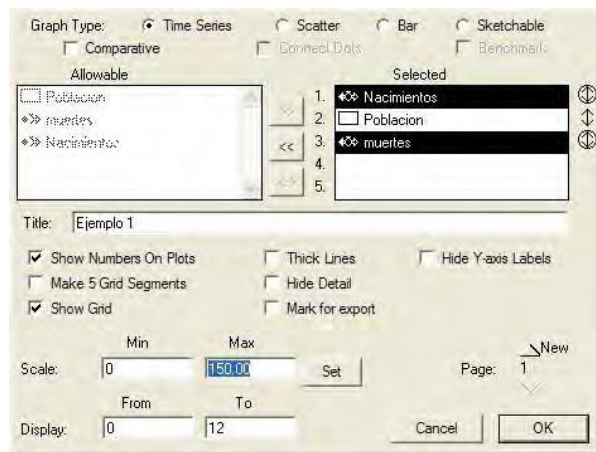 Graph Type: Time Series Scatter Bar Sketchable
Comparative Connect Dots Benchmark
Allowable Selected
Poblacion
muertes
Nacimientos
>>
<<
1. Nacimientos
2. Poblacion
3. muertes
4.
5.
Title: Ejemplo 1
Show Numbers On Plots Thick Lines Hide Y-axis Labels
Make 5 Grid Segments Hide Detail
Show Grid Mark for export
Min Max
Scale: 0 150.00 Set
New
Page: 1
From To
Display: 0 12
Cancel OK